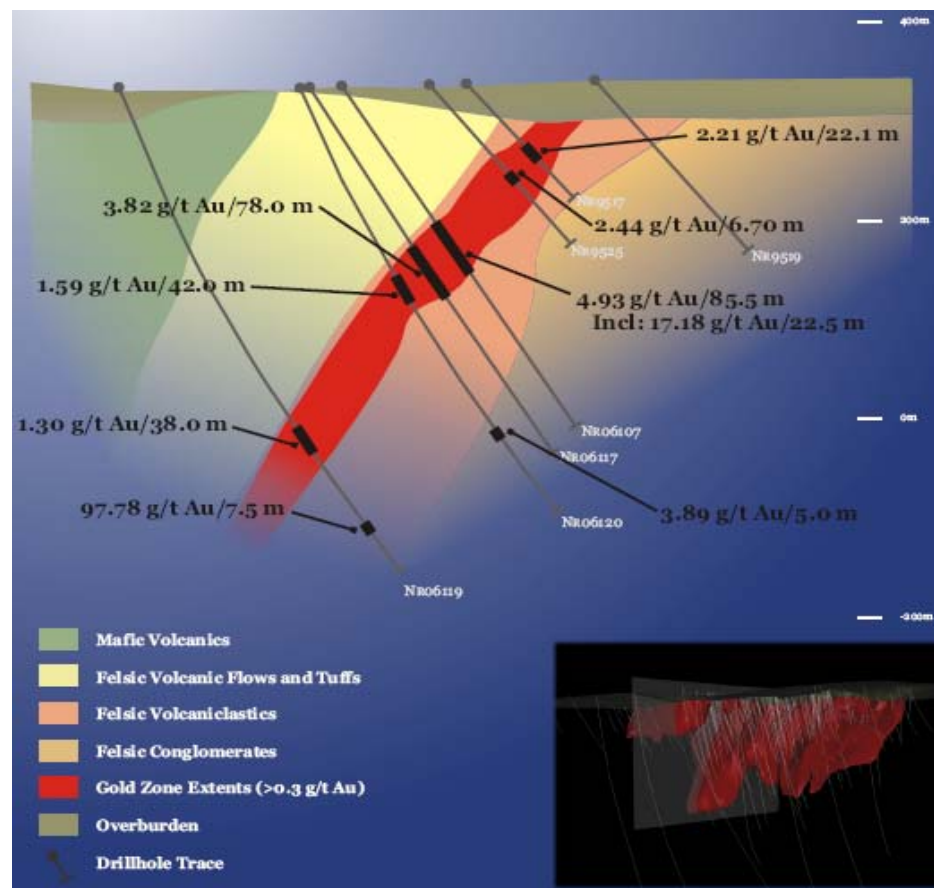 400m
2.21 g/t Au/22.1 m
NR9517
3.82 g/t Au/78.0 m
200m
2.44 g/t Au/6.70 m
NR9525
NR9519
1.59 g/t Au/42.0 m
4.93 g/t Au/85.5 m
Incl: 17.18 g/t Au/22.5 m
0m
1.30 g/t Au/38.0 m
NR06107
NR06117
97.78 g/t Au/7.5 m
3.89 g/t Au/5.0 m
NR06120
NR06119
-200m
Mafic Volcanics
Felsic Volcanic Flows and Tuffs
Felsic Volcaniclastics
Felsic Conglomerates
Gold Zone Extents (>0.3 g/t Au)
Overburden
Drillhole Trace